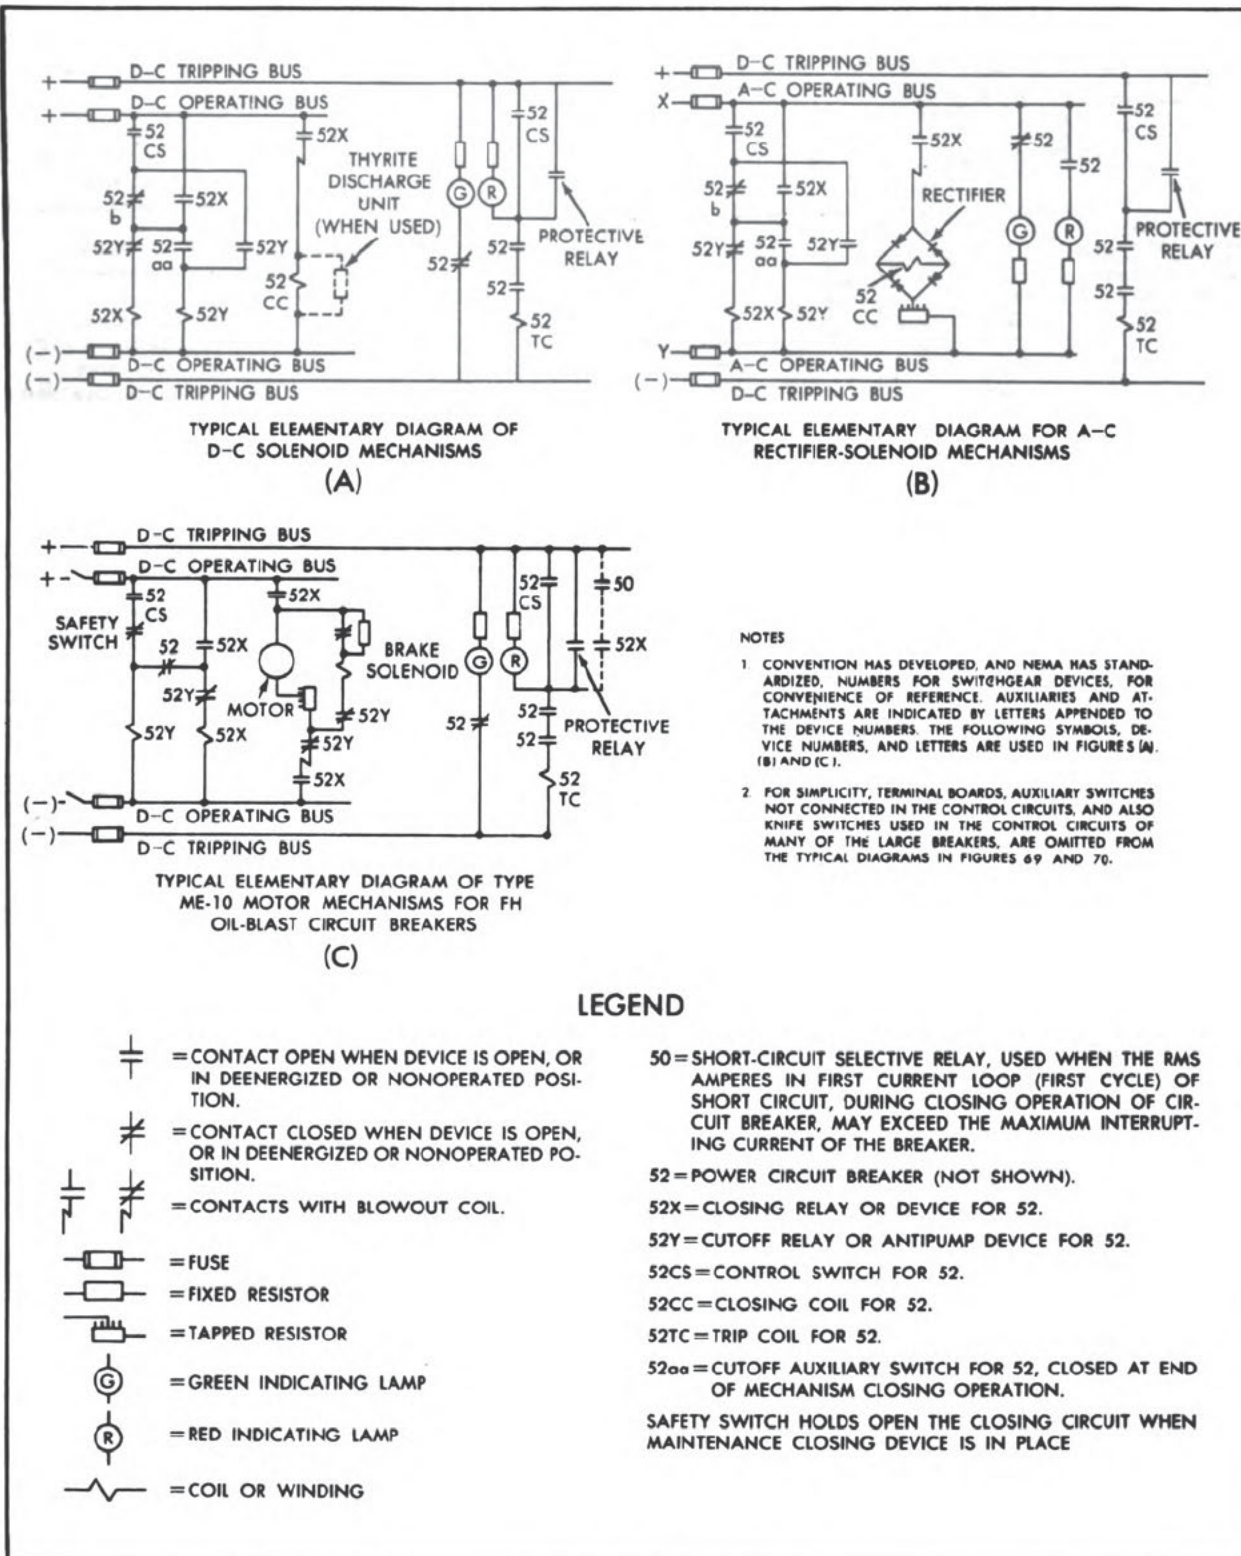 D-C TRIPPING BUS
+
D-C OPERATING BUS
+
52
CS
52X
52
CS
THYRITE
DISCHARGE
UNIT
(WHEN USED)
G
R
52
b
52X
52Y
52
aa
52Y
52
52
PROTECTIVE
RELAY
52
CC
52
52X
52Y
52
TC
(-)
D-C OPERATING BUS
(-)
D-C TRIPPING BUS
TYPICAL ELEMENTARY DIAGRAM OF
D-C SOLENOID MECHANISMS
(A)
D-C TRIPPING BUS
+
A-C OPERATING BUS
X
52
CS
52
CS
52X
52
52
52
b
52X
RECTIFIER
G
R
PROTECTIVE
RELAY
52Y
52
aa
52Y
52
52
CC
52
52X
52Y
52
TC
Y
A-C OPERATING BUS
(-)
D-C TRIPPING BUS
TYPICAL ELEMENTARY DIAGRAM FOR A-C
RECTIFIER-SOLENOID MECHANISMS
(B)
D-C TRIPPING BUS
+
D-C OPERATING BUS
+
52
CS
52X
52
CS
50
SAFETY
SWITCH
52
52X
BRAKE
SOLENOID
G
R
52X
52Y
MOTOR
52Y
52
52
PROTECTIVE
RELAY
52Y
52X
52Y
52
52X
52
TC
(-)
D-C OPERATING BUS
(-)
D-C TRIPPING BUS
TYPICAL ELEMENTARY DIAGRAM OF TYPE
ME-10 MOTOR MECHANISMS FOR FH
OIL-BLAST CIRCUIT BREAKERS
(C)
NOTES
1. CONVENTION HAS DEVELOPED, AND NEMA HAS STAND-
ARDIZED, NUMBERS FOR SWITCHGEAR DEVICES, FOR
CONVENIENCE OF REFERENCE. AUXILIARIES AND AT-
TACHMENTS ARE INDICATED BY LETTERS APPENDED TO
THE DEVICE NUMBERS. THE FOLLOWING SYMBOLS, DE-
VICE NUMBERS, AND LETTERS ARE USED IN FIGURES (A).
(B) AND (C).
2. FOR SIMPLICITY, TERMINAL BOARDS, AUXILIARY SWITCHES
NOT CONNECTED IN THE CONTROL CIRCUITS, AND ALSO
KNIFE SWITCHES USED IN THE CONTROL CIRCUITS OF
MANY OF THE LARGE BREAKERS, ARE OMITTED FROM
THE TYPICAL DIAGRAMS IN FIGURES 69 AND 70.
LEGEND
=CONTACT OPEN WHEN DEVICE IS OPEN, OR
IN DEENERGIZED OR NONOPERATED POSI-
TION.
=CONTACT CLOSED WHEN DEVICE IS OPEN,
OR IN DEENERGIZED OR NONOPERATED PO-
SITION.
=CONTACTS WITH BLOWOUT COIL.
=FUSE
=FIXED RESISTOR
=TAPPED RESISTOR
G =GREEN INDICATING LAMP
R =RED INDICATING LAMP
=COIL OR WINDING
50=SHORT-CIRCUIT SELECTIVE RELAY, USED WHEN THE RMS
AMPERES IN FIRST CURRENT LOOP (FIRST CYCLE) OF
SHORT CIRCUIT, DURING CLOSING OPERATION OF CIR-
CUIT BREAKER, MAY EXCEED THE MAXIMUM INTERRUPT-
ING CURRENT OF THE BREAKER.
52=POWER CIRCUIT BREAKER (NOT SHOWN).
52X=CLOSING RELAY OR DEVICE FOR 52.
52Y=CUTOFF RELAY OR ANTIPUMP DEVICE FOR 52.
52CS=CONTROL SWITCH FOR 52.
52CC=CLOSING COIL FOR 52.
52TC=TRIP COIL FOR 52.
52aa=CUTOFF AUXILIARY SWITCH FOR 52, CLOSED AT END
OF MECHANISM CLOSING OPERATION.
SAFETY SWITCH HOLDS OPEN THE CLOSING CIRCUIT WHEN
MAINTENANCE CLOSING DEVICE IS IN PLACE